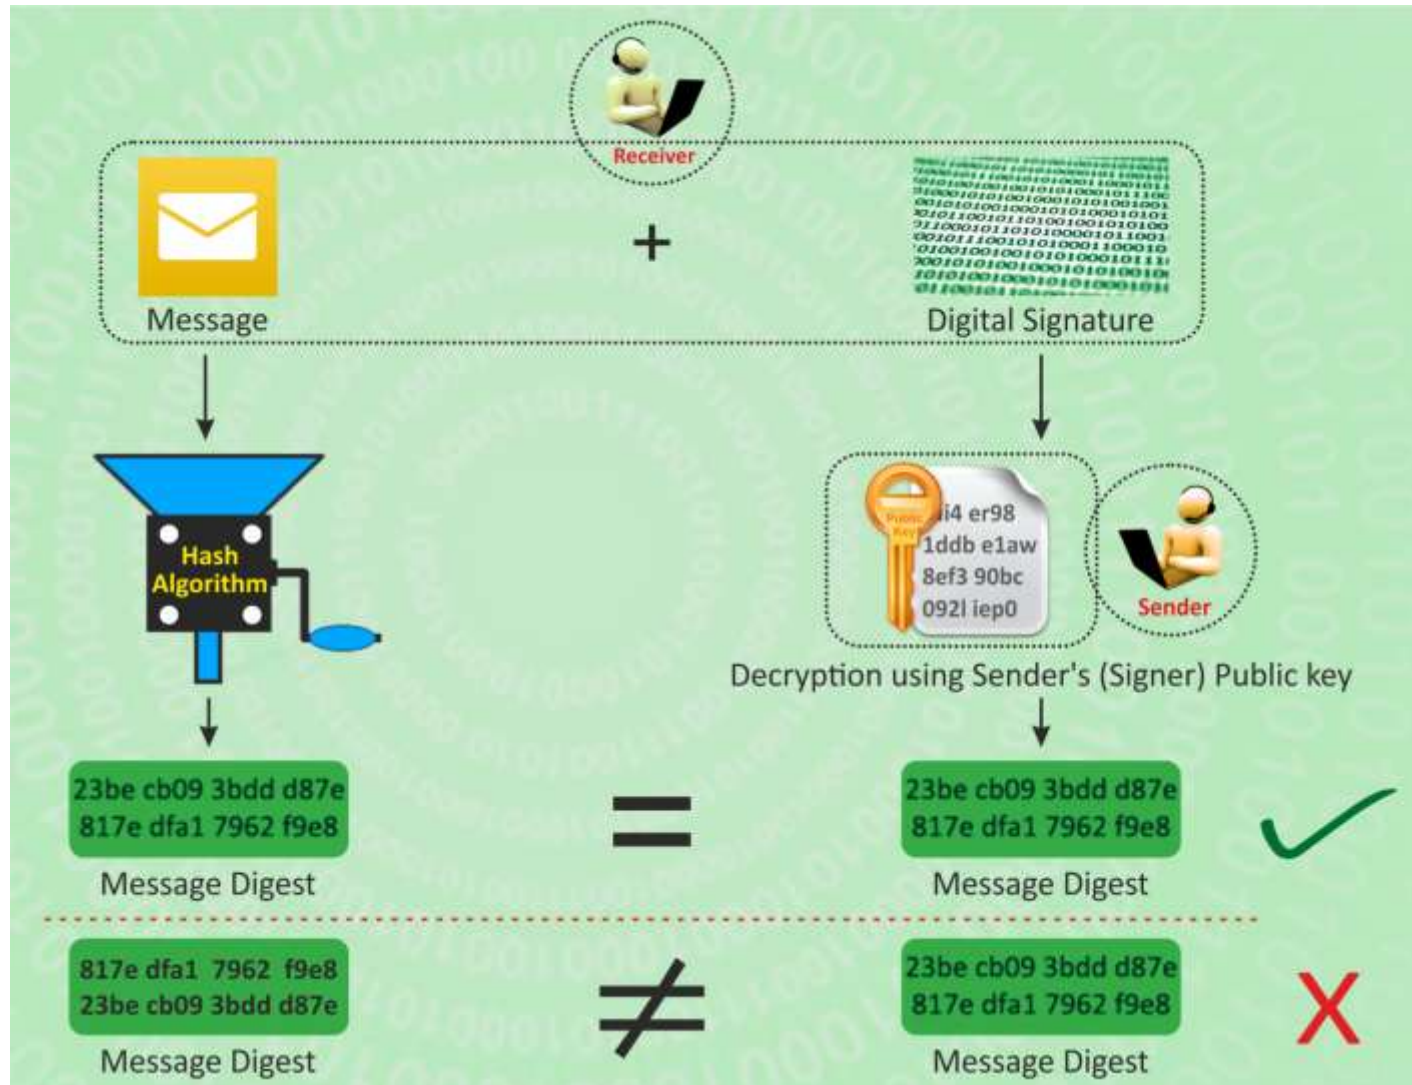 Receiver
Message
+
Digital Signature
Hash
Algorithm
Public
Key
er98
1ddb e1aw
8ef3 90bc
092l iep0
Sender
Decryption using Sender's (Signer) Public key
23be cb09 3bdd d87e
817e dfa1 7962 f9e8
Message Digest
=
23be cb09 3bdd d87e
817e dfa1 7962 f9e8
Message Digest
817e dfa1 7962 f9e8
23be cb09 3bdd d87e
Message Digest
≠
23be cb09 3bdd d87e
817e dfa1 7962 f9e8
Message Digest
X